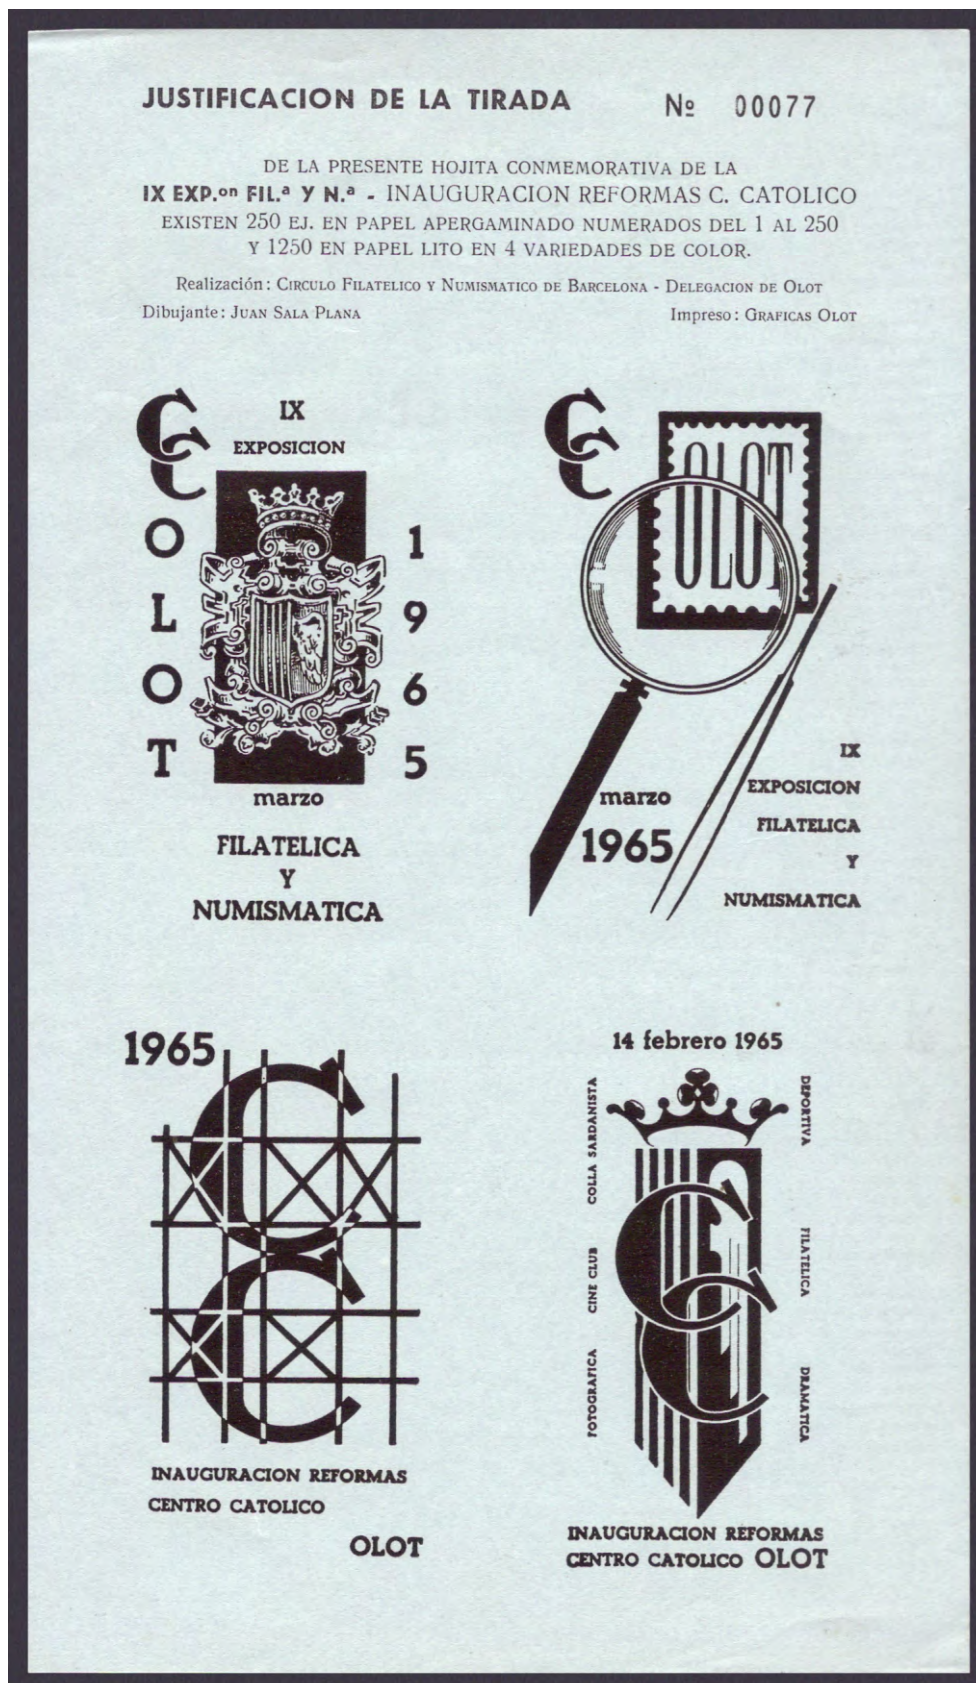 JUSTIFICACION DE LA TIRADA Nº 00077
DE LA PRESENTE HOJITA CONMEMORATIVA DE LA
IX EXP.on FIL.a Y N.a - INAUGURACION REFORMAS C. CATOLICO
EXISTEN 250 EJ. EN PAPEL APERGAMINADO NUMERADOS DEL 1 AL 250
Y 1250 EN PAPEL LITO EN 4 VARIEDADES DE COLOR.
Realización: CIRCULO FILATELICO Y NUMISMATICO DE BARCELONA - DELEGACION DE OLOT
Dibujante: JUAN SALA PLANA
Impreso: GRAFICAS OLOT
CC
IX
EXPOSICION
OLOT
1965
marzo
FILATELICA
Y
NUMISMATICA
CC
OLOT
marzo
1965
IX
EXPOSICION
FILATELICA
Y
NUMISMATICA
1965
CC
INAUGURACION REFORMAS
CENTRO CATOLICO
OLOT
14 febrero 1965
COLLA SARDANISTA
CINE CLUB
FOTOGRAFICA
DEPORTIVA
FILATELICA
DRAMATICA
CC
INAUGURACION REFORMAS
CENTRO CATOLICO OLOT